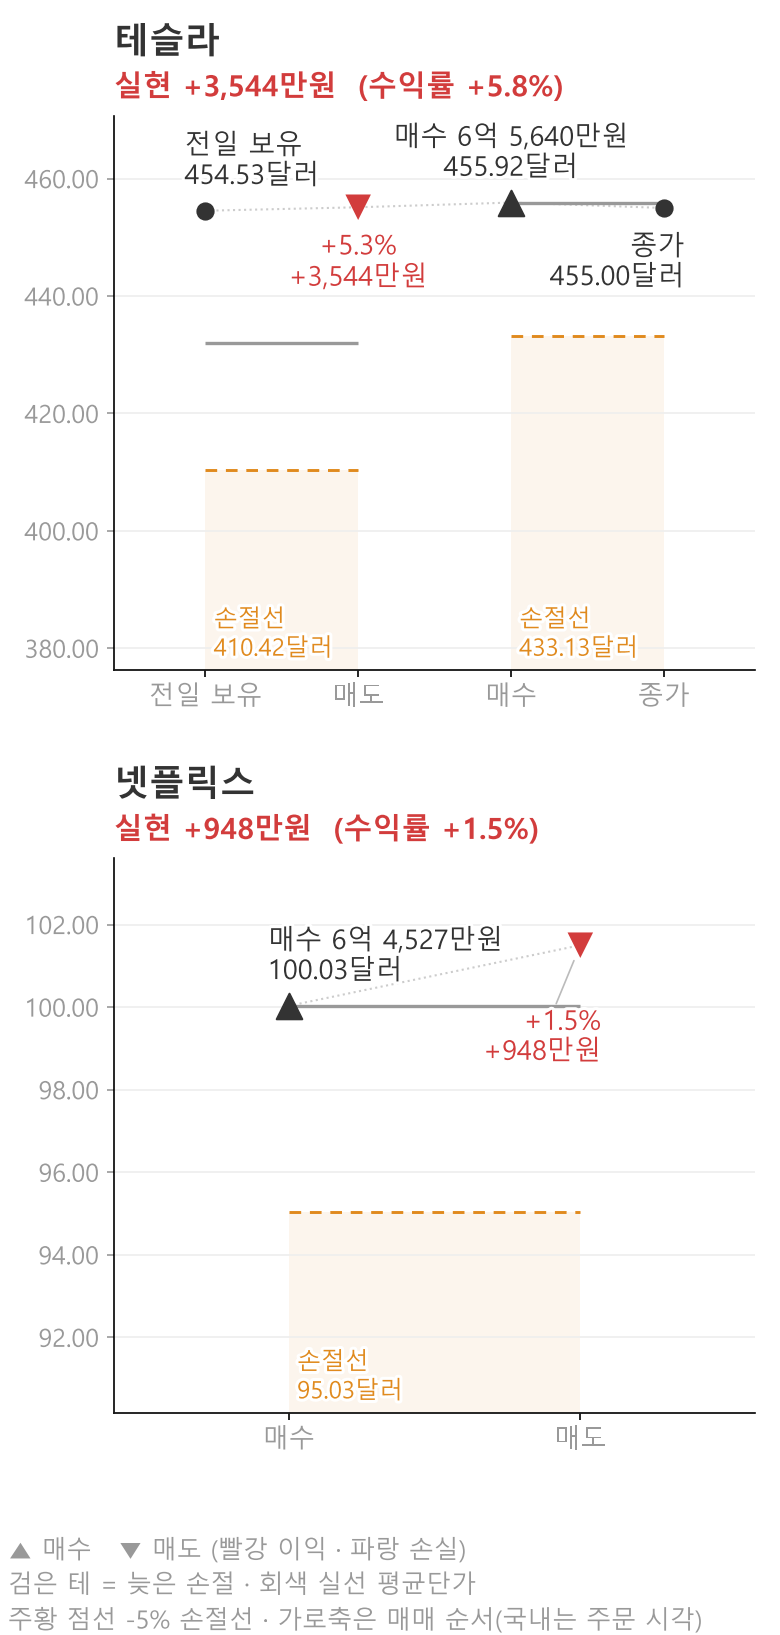 테슬라
실현 +3,544만원 (수익률 +5.8%)
전일 보유
454.53달러
매수 6억 5,640만원
455.92달러
+5.3%
+3,544만원
종가
455.00달러
460.00
440.00
420.00
400.00
380.00
손절선
410.42달러
손절선
433.13달러
전일 보유 매도 매수 종가
넷플릭스
실현 +948만원 (수익률 +1.5%)
매수 6억 4,527만원
100.03달러
+1.5%
+948만원
102.00
100.00
98.00
96.00
94.00
92.00
손절선
95.03달러
매수 매도
▲ 매수 ▼ 매도 (빨강 이익 · 파랑 손실)
검은 테 = 늦은 손절 · 회색 실선 평균단가
주황 점선 -5% 손절선 · 가로축은 매매 순서(국내는 주문 시각)